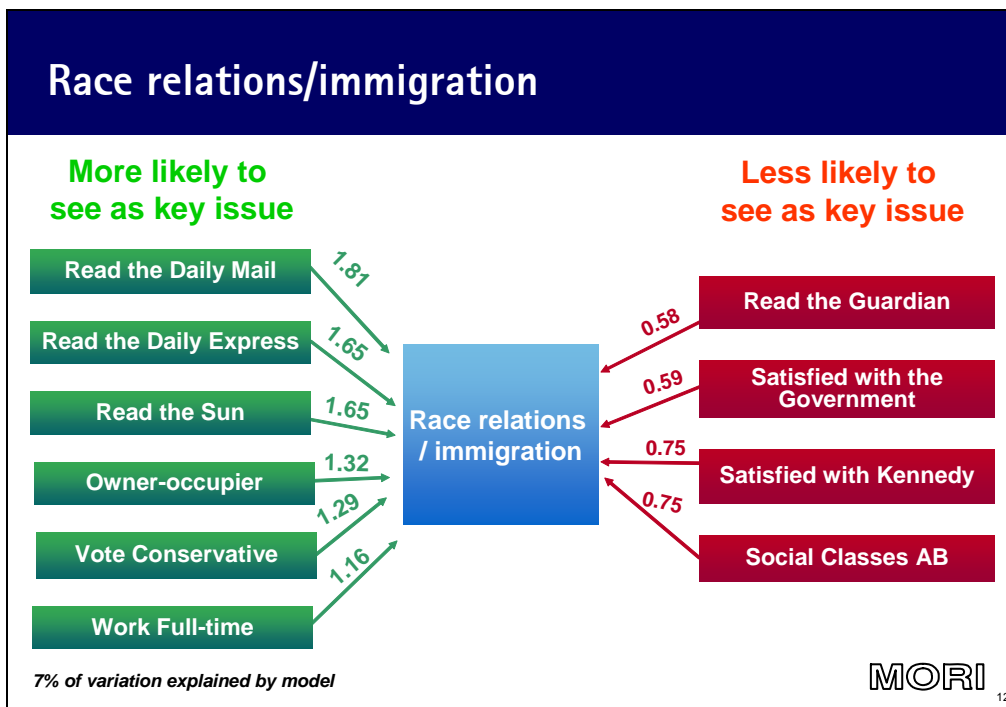 Race relations/immigration
More likely to
see as key issue
Less likely to
see as key issue
Read the Daily Mail
1.81
Read the Daily Express
1.65
Read the Sun
1.65
Owner-occupier
1.32
Vote Conservative
1.29
Work Full-time
1.16
Race relations
/ immigration
0.58
Read the Guardian
0.59
Satisfied with the
Government
0.75
Satisfied with Kennedy
0.75
Social Classes AB
7% of variation explained by model
MORI
12